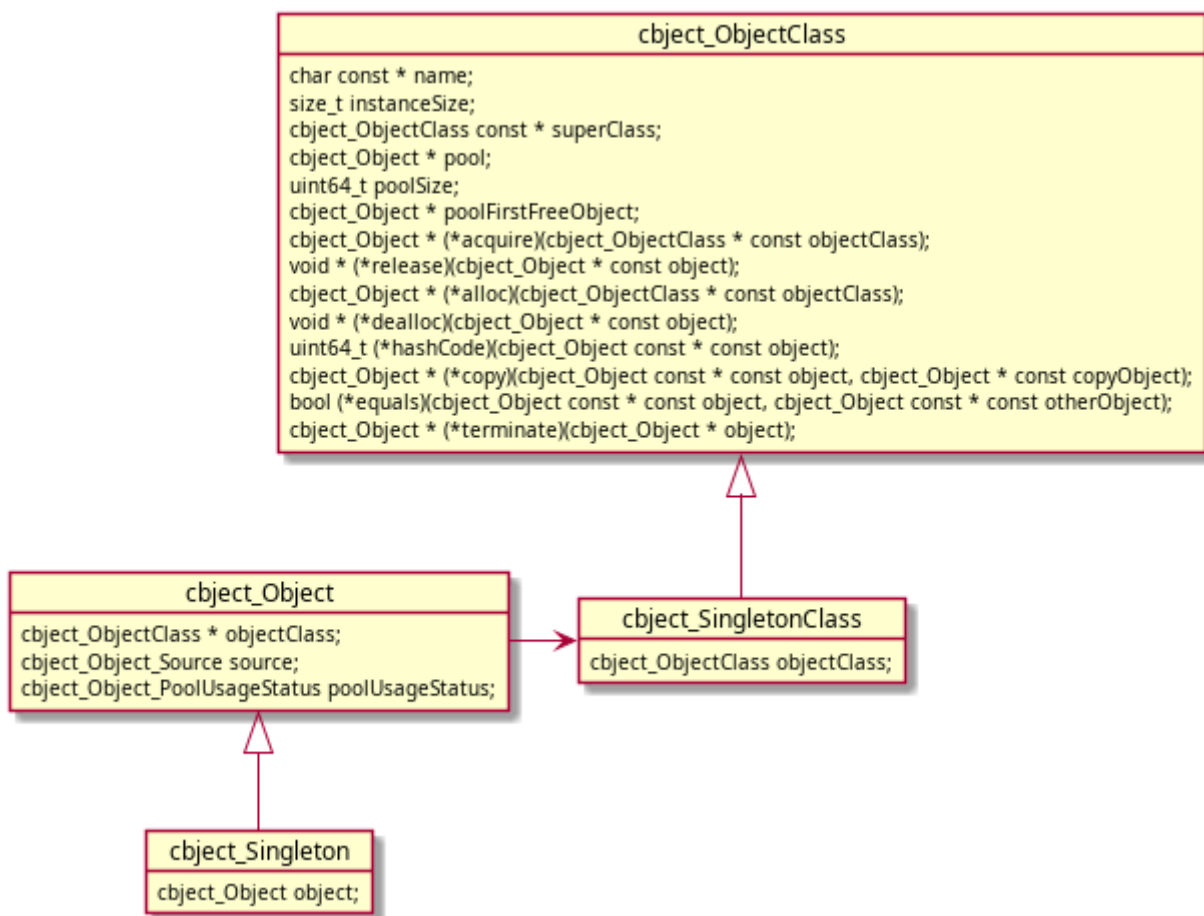 cbject_ObjectClass
char const * name;
size_t instanceSize;
cbject_ObjectClass const * superClass;
cbject_Object * pool;
uint64_t poolSize;
cbject_Object * poolFirstFreeObject;
cbject_Object * (*acquire)(cbject_ObjectClass * const objectClass);
void * (*release)(cbject_Object * const object);
cbject_Object * (*alloc)(cbject_ObjectClass * const objectClass);
void * (*dealloc)(cbject_Object * const object);
uint64_t (*hashCode)(cbject_Object const * const object);
cbject_Object * (*copy)(cbject_Object const * const object, cbject_Object * const copyObject);
bool (*equals)(cbject_Object const * const object, cbject_Object const * const otherObject);
cbject_Object * (*terminate)(cbject_Object * object);
cbject_Object
cbject_ObjectClass * objectClass;
cbject_Object_Source source;
cbject_Object_PoolUsageStatus poolUsageStatus;
cbject_SingletonClass
cbject_ObjectClass objectClass;
cbject_Singleton
cbject_Object object;